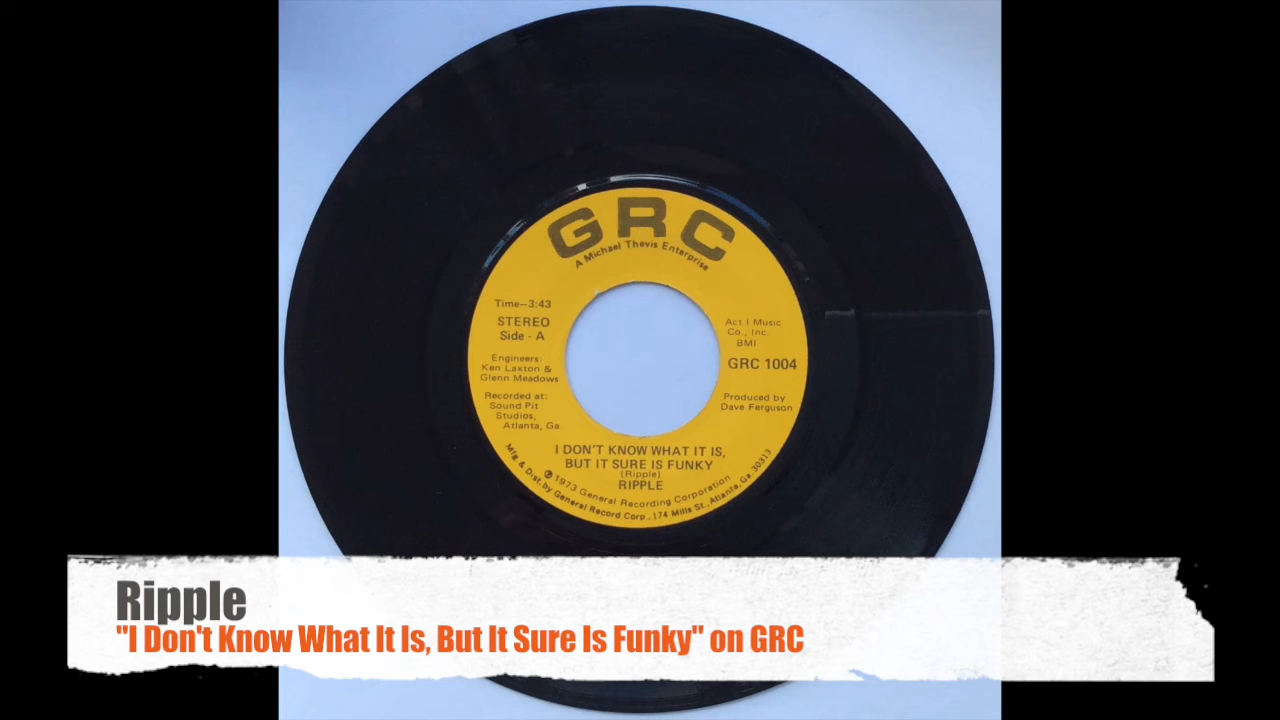 GRC
A Michael Thevis Enterprise
Time--3:43
STEREO
Side - A
Engineers:
Ken Laxton &
Glenn Meadows
Recorded at:
Sound Pit
Studios,
Atlanta, Ga.
Act I Music
Co., Inc.
BMI
GRC 1004
Produced by
Dave Ferguson
I DON'T KNOW WHAT IT IS,
BUT IT SURE IS FUNKY
(Ripple)
RIPPLE
℗ 1973 General Recording Corporation
Mfg. & Dist. by General Record Corp., 174 Mills St., Atlanta, Ga. 30313
Ripple
"I Don't Know What It Is, But It Sure Is Funky" on GRC